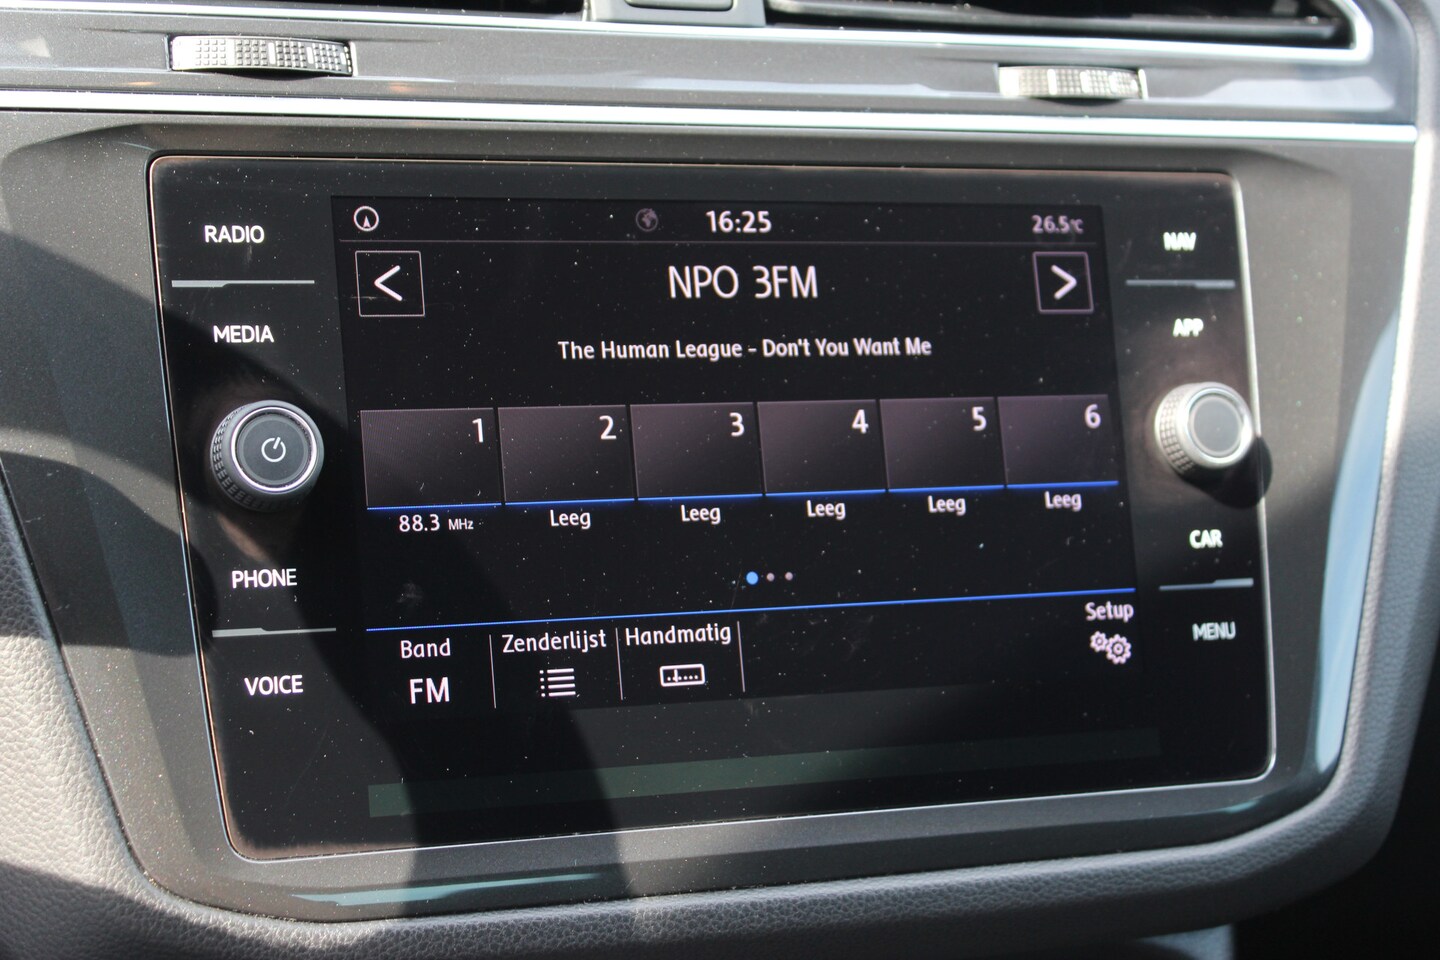 RADIO
MEDIA
PHONE
VOICE
16:25
26.5°C
NPO 3FM
The Human League - Don't You Want Me
1 2 3 4 5 6
88.3 MHz Leeg Leeg Leeg Leeg Leeg
Band Zenderlijst Handmatig Setup
FM
NAV
APP
CAR
MENU